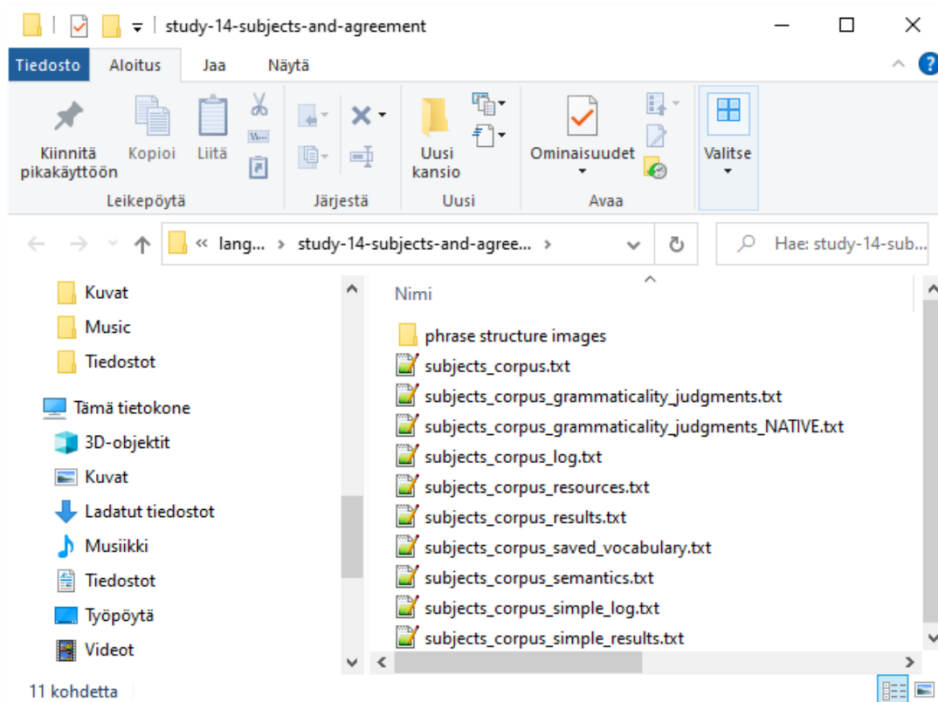 study-14-subjects-and-agreement
Tiedosto Aloitus Jaa Näytä
Kiinnitä pikakäyttöön
Kopioi
Liitä
Leikepöytä
Järjestä
Uusi kansio
Uusi
Ominaisuudet
Avaa
Valitse
« lang... › study-14-subjects-and-agree... ›
Hae: study-14-sub...
Kuvat
Music
Tiedostot
Tämä tietokone
3D-objektit
Kuvat
Ladatut tiedostot
Musiikki
Tiedostot
Työpöytä
Videot
Nimi
phrase structure images
subjects_corpus.txt
subjects_corpus_grammaticality_judgments.txt
subjects_corpus_grammaticality_judgments_NATIVE.txt
subjects_corpus_log.txt
subjects_corpus_resources.txt
subjects_corpus_results.txt
subjects_corpus_saved_vocabulary.txt
subjects_corpus_semantics.txt
subjects_corpus_simple_log.txt
subjects_corpus_simple_results.txt
11 kohdetta